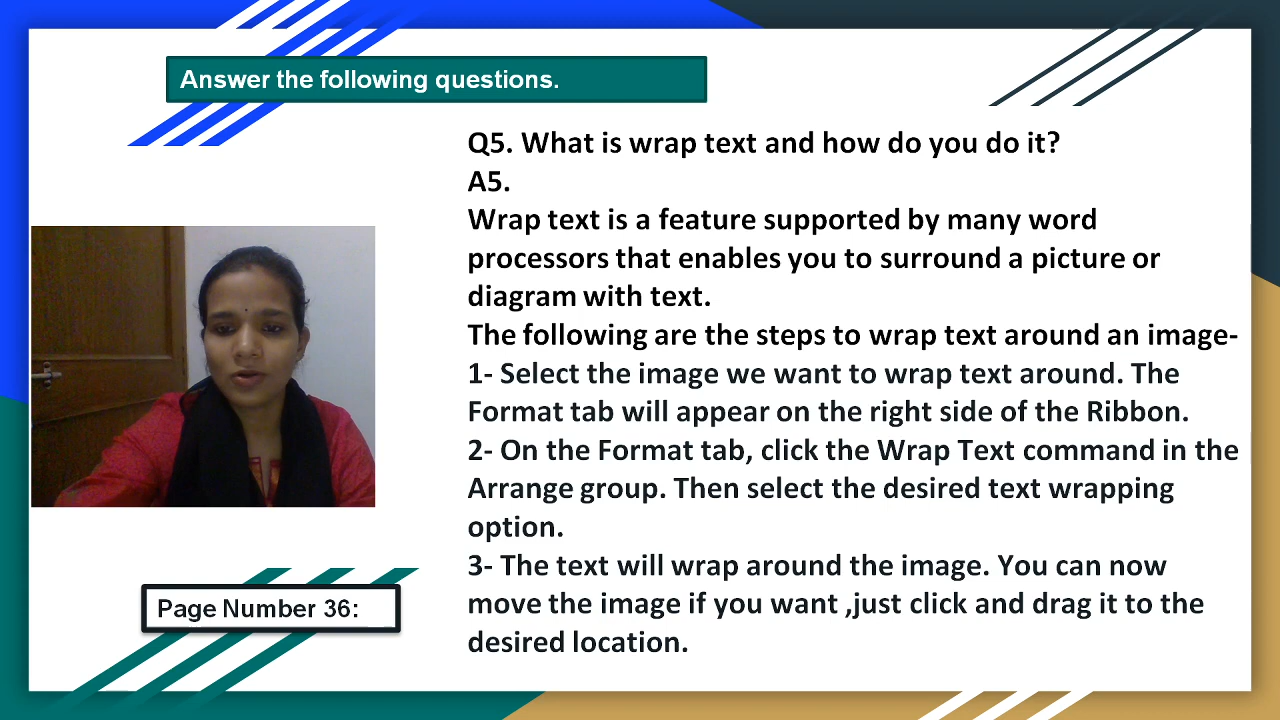 Answer the following questions.
Q5. What is wrap text and how do you do it?
A5.
Wrap text is a feature supported by many word
processors that enables you to surround a picture or
diagram with text.
The following are the steps to wrap text around an image-
1- Select the image we want to wrap text around. The
Format tab will appear on the right side of the Ribbon.
2- On the Format tab, click the Wrap Text command in the
Arrange group. Then select the desired text wrapping
option.
3- The text will wrap around the image. You can now
move the image if you want ,just click and drag it to the
desired location.
Page Number 36: